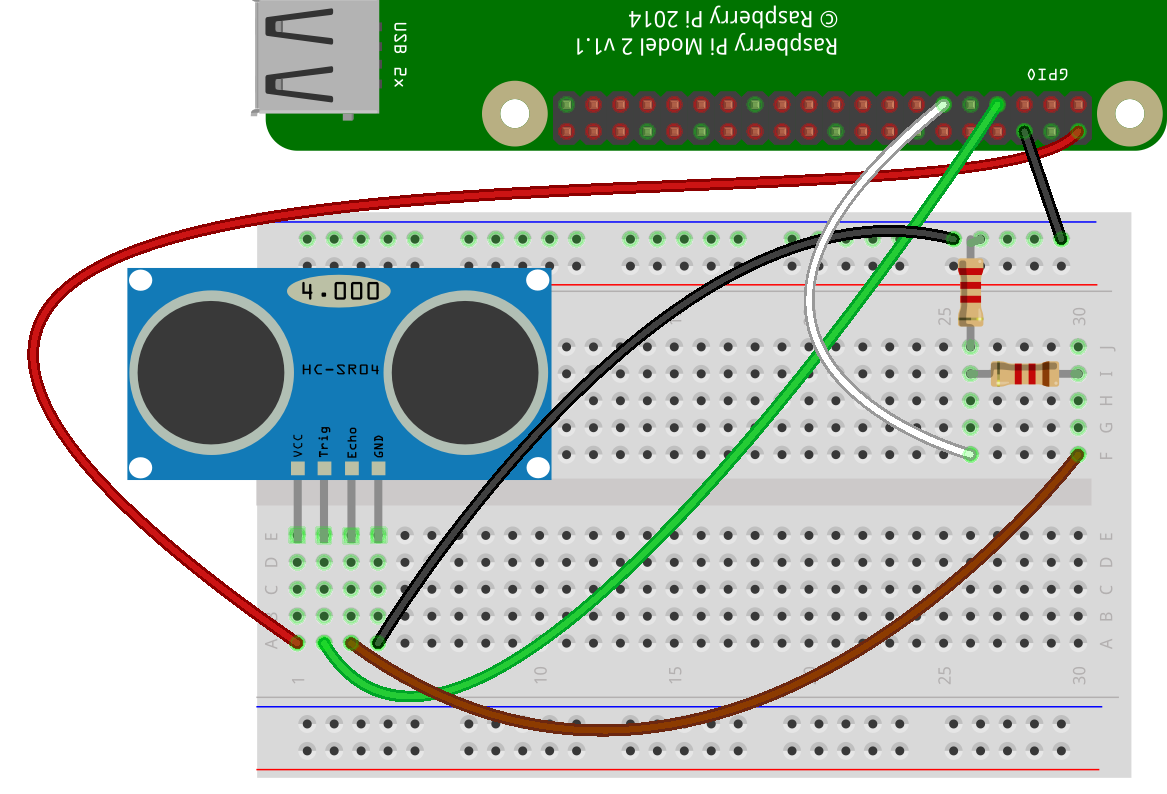 Raspberry Pi Model 2 v1.1
© Raspberry Pi 2014
USB 2x
GPIO
4.000
HC-SR04
VCC
Trig
Echo
GND
25
30
J
I
H
G
F
E
D
C
B
A
E
D
C
B
A
1
10
15
25
30